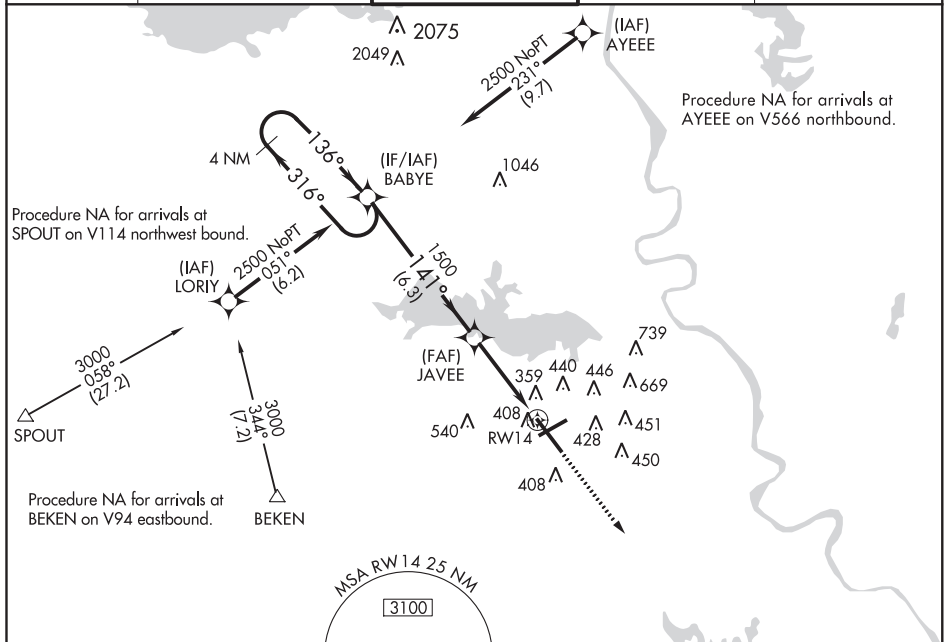 2075
2049
(IAF)
AYEEE
2500 NoPT
231°
(9.7)
Procedure NA for arrivals at
AYEEE on V566 northbound.
4 NM
136°
316°
(IF/IAF)
BABYE
1046
Procedure NA for arrivals at
SPOUT on V114 northwest bound.
(IAF)
LORIY
2500 NoPT
051°
(6.2)
1500
141°
(6.3)
(FAF)
JAVEE
3000
058°
(27.2)
SPOUT
3000
344°
(7.2)
BEKEN
739
359
440
446
669
408
RW14
540
428
451
450
408
Procedure NA for arrivals at
BEKEN on V94 eastbound.
MSA RW14 25 NM
3100